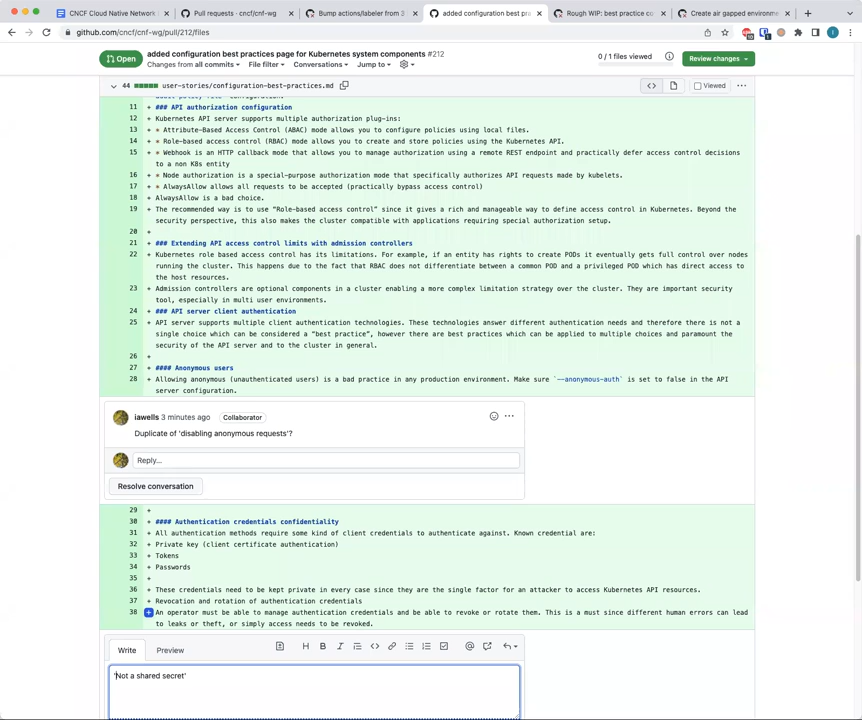 CNCF Cloud Native Network
Pull requests · cncf/cnf-wg
Bump actions/labeler from 3
added configuration best pra
Rough WIP: best practice co
Create air gapped environme
github.com/cncf/cnf-wg/pull/212/files
Open
added configuration best practices page for Kubernetes system components #212
Changes from all commits
File filter
Conversations
Jump to
0 / 1 files viewed
Review changes
44
user-stories/configuration-best-practices.md
Viewed
11 + ### API authorization configuration
12 + Kubernetes API server supports multiple authorization plug-ins:
13 + * Attribute-Based Access Control (ABAC) mode allows you to configure policies using local files.
14 + * Role-based access control (RBAC) mode allows you to create and store policies using the Kubernetes API.
15 + * Webhook is an HTTP callback mode that allows you to manage authorization using a remote REST endpoint and practically defer access control decisions
to a non K8s entity
16 + * Node authorization is a special-purpose authorization mode that specifically authorizes API requests made by kubelets.
17 + * AlwaysAllow allows all requests to be accepted (practically bypass access control)
18 + AlwaysAllow is a bad choice.
19 + The recommended way is to use "Role-based access control" since it gives a rich and manageable way to define access control in Kubernetes. Beyond the
security perspective, this also makes the cluster compatible with applications requiring special authorization setup.
20 +
21 + ### Extending API access control limits with admission controllers
22 + Kubernetes role based access control has its limitations. For example, if an entity has rights to create PODs it eventually gets full control over nodes
running the cluster. This happens due to the fact that RBAC does not differentiate between a common POD and a privileged POD which has direct access to
the host resources.
23 + Admission controllers are optional components in a cluster enabling a more complex limitation strategy over the cluster. They are important security
tool, especially in multi user environments.
24 + ### API server client authentication
25 + API server supports multiple client authentication technologies. These technologies answer different authentication needs and therefore there is not a
single choice which can be considered a "best practice", however there are best practices which can be applied to multiple choices and paramount the
security of the API server and to the cluster in general.
26 +
27 + #### Anonymous users
28 + Allowing anonymous (unauthenticated users) is a bad practice in any production environment. Make sure `--anonymous-auth` is set to false in the API
server configuration.
iawells 3 minutes ago Collaborator
Duplicate of 'disabling anonymous requests'?
Reply...
Resolve conversation
29 +
30 + #### Authentication credentials confidentiality
31 + All authentication methods require some kind of client credentials to authenticate against. Known credential are:
32 + Private key (client certificate authentication)
33 + Tokens
34 + Passwords
35 +
36 + These credentials need to be kept private in every case since they are the single factor for an attacker to access Kubernetes API resources.
37 + Revocation and rotation of authentication credentials
38 + An operator must be able to manage authentication credentials and be able to revoke or rotate them. This is a must since different human errors can lead
to leaks or theft, or simply access needs to be revoked.
Write
Preview
'Not a shared secret'